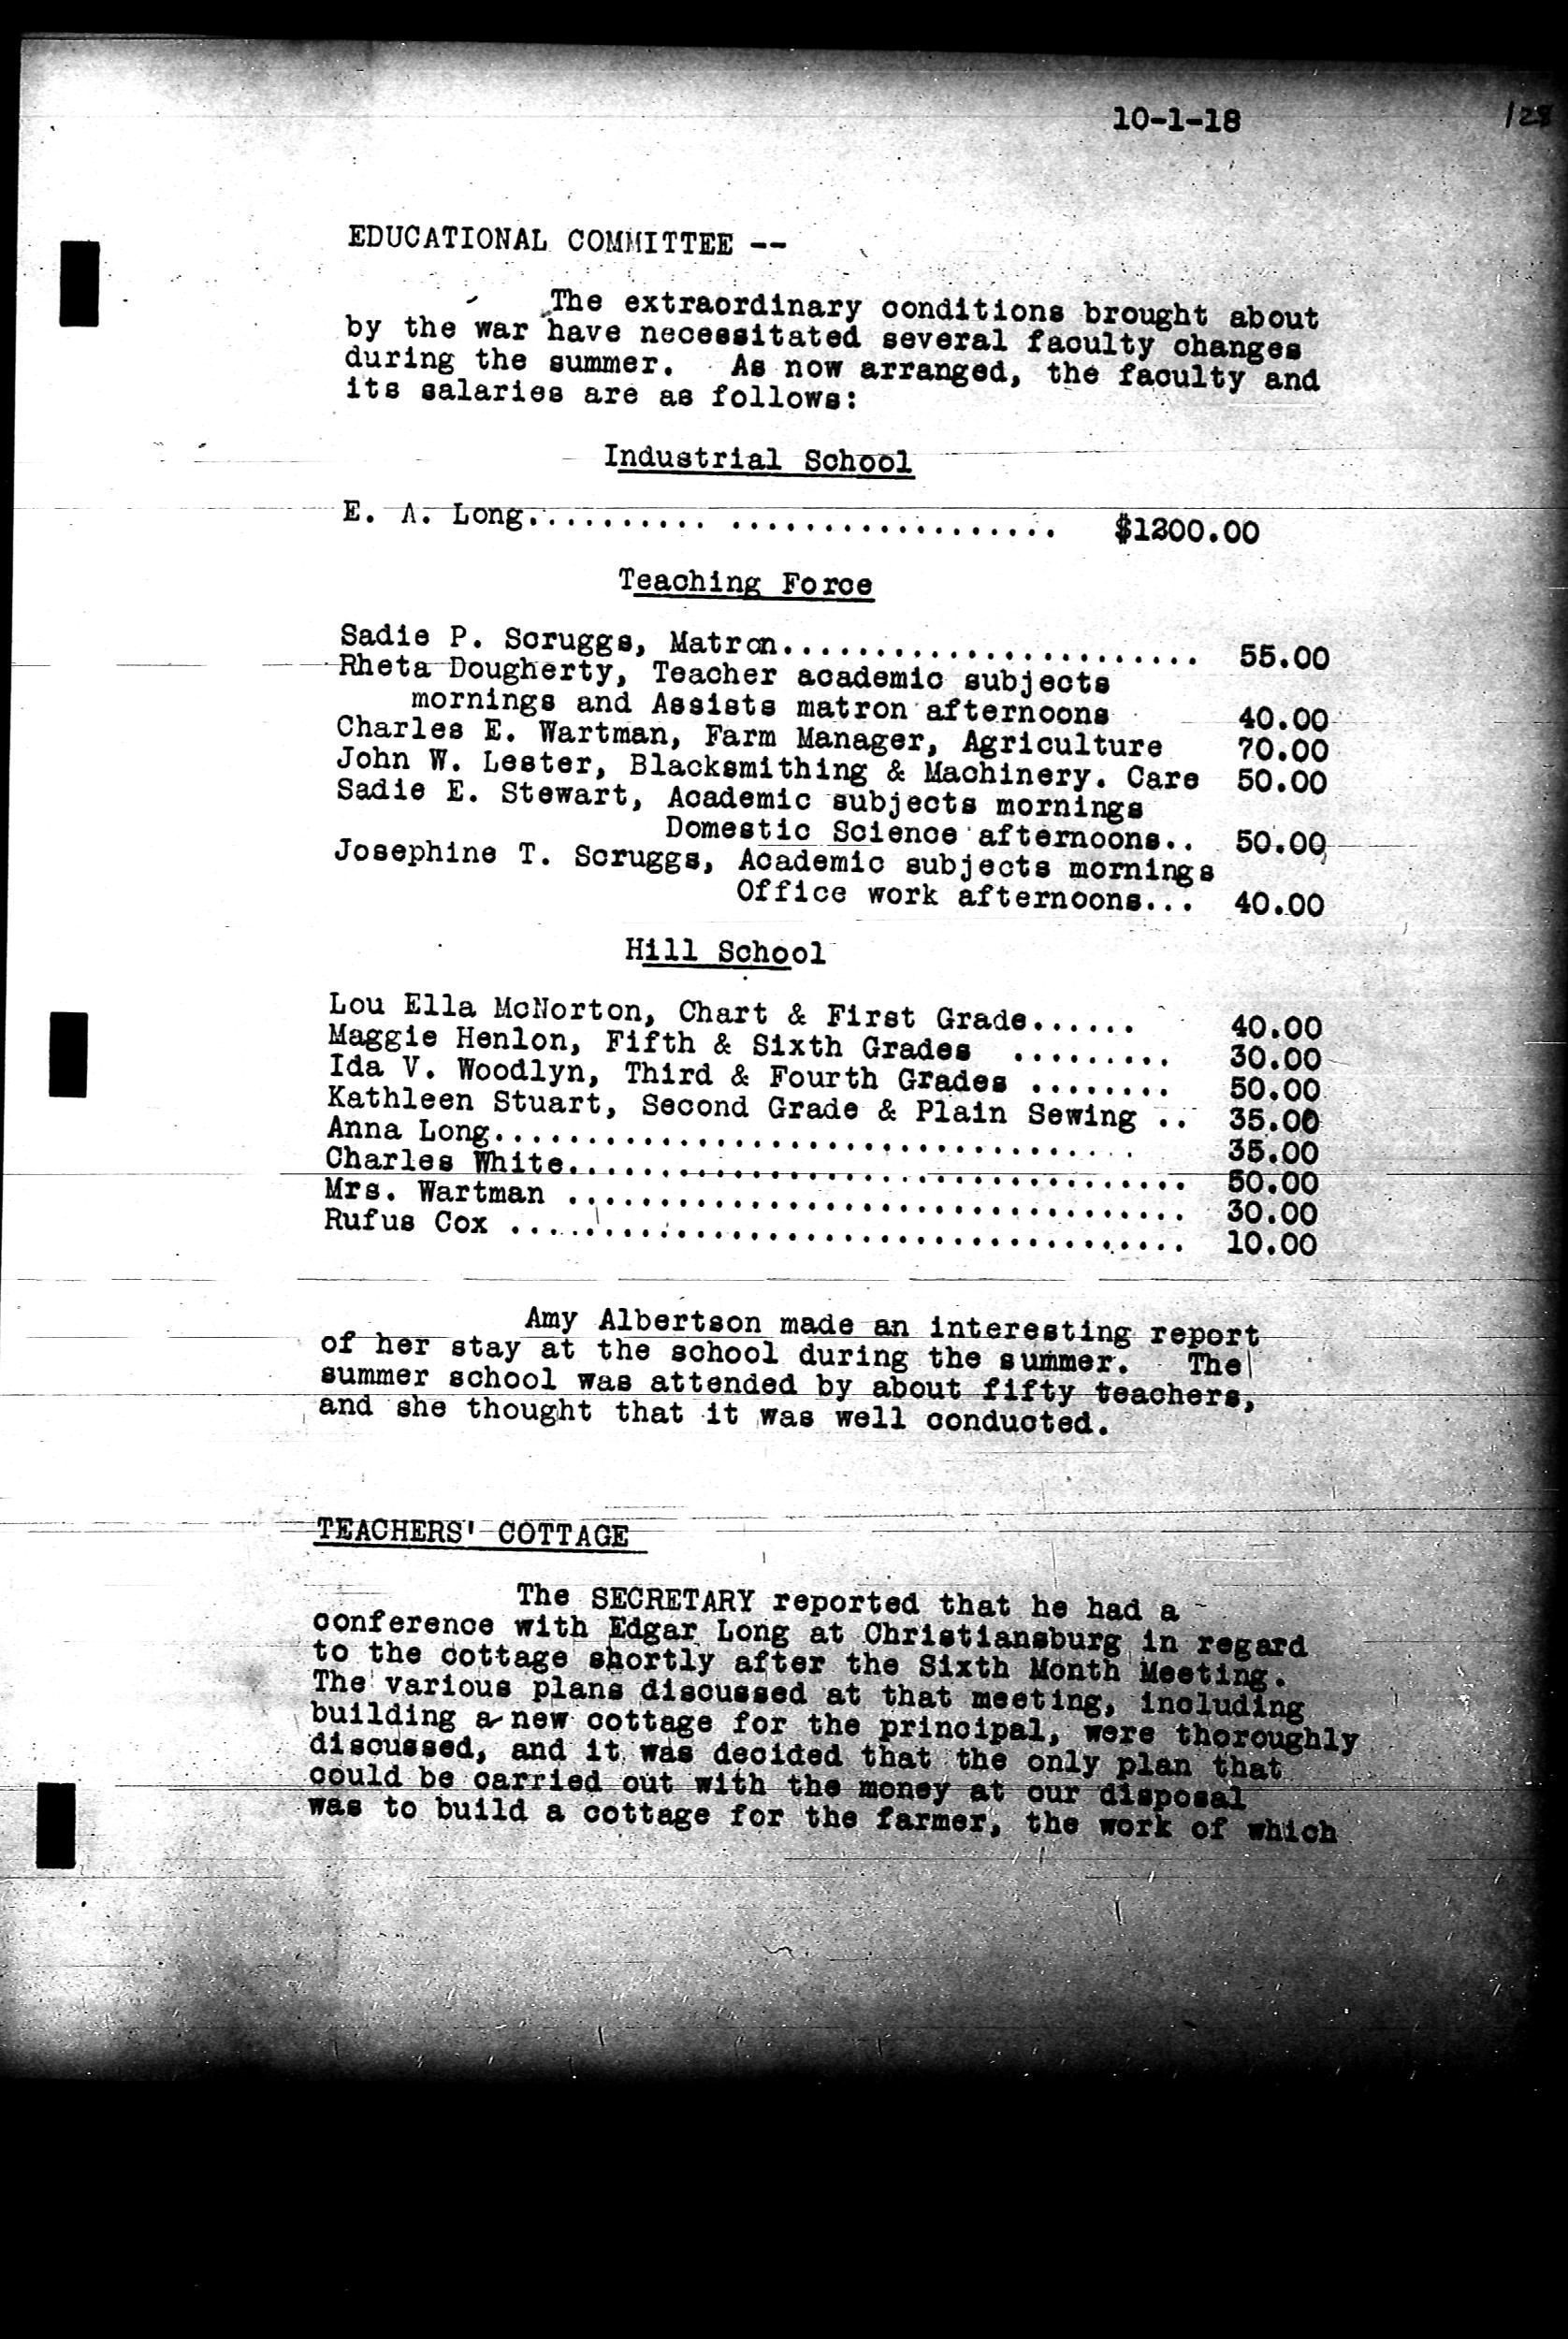 10-1-18
128
EDUCATIONAL COMMITTEE --
The extraordinary conditions brought about
by the war have necessitated several faculty changes
during the summer. As now arranged, the faculty and
its salaries are as follows:
Industrial School
E. A. Long.......... .................. $1200.00
Teaching Force
Sadie P. Scruggs, Matron....................... 55.00
Rheta Dougherty, Teacher academic subjects
mornings and Assists matron afternoons 40.00
Charles E. Wartman, Farm Manager, Agriculture 70.00
John W. Lester, Blacksmithing & Machinery. Care 50.00
Sadie E. Stewart, Academic subjects mornings
Domestic Science afternoons.. 50.00
Josephine T. Scruggs, Academic subjects mornings
Office work afternoons... 40.00
Hill School
Lou Ella McNorton, Chart & First Grade...... 40.00
Maggie Henlon, Fifth & Sixth Grades ......... 30.00
Ida V. Woodlyn, Third & Fourth Grades ........ 50.00
Kathleen Stuart, Second Grade & Plain Sewing .. 35.00
Anna Long................................... 35.00
Charles White.................................. 50.00
Mrs. Wartman .................................. 30.00
Rufus Cox ..................................... 10.00
Amy Albertson made an interesting report
of her stay at the school during the summer. The
summer school was attended by about fifty teachers,
and she thought that it was well conducted.
TEACHERS' COTTAGE
The SECRETARY reported that he had a
conference with Edgar Long at Christiansburg in regard
to the cottage shortly after the Sixth Month Meeting.
The various plans discussed at that meeting, including
building a new cottage for the principal, were thoroughly
discussed, and it was decided that the only plan that
could be carried out with the money at our disposal
was to build a cottage for the farmer, the work of which